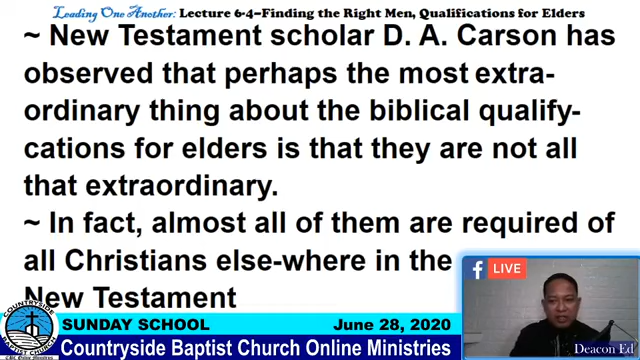 Leading One Another: Lecture 6-4–Finding the Right Men, Qualifications for Elders
~ New Testament scholar D. A. Carson has
observed that perhaps the most extra-
ordinary thing about the biblical qualify-
cations for elders is that they are not all
that extraordinary.
~ In fact, almost all of them are required of
all Christians else-where in the
New Testament
f LIVE
COUNTRYSIDE
BAPTIST CHURCH
SUNDAY SCHOOL June 28, 2020
Countryside Baptist Church Online Ministries
Deacon Ed